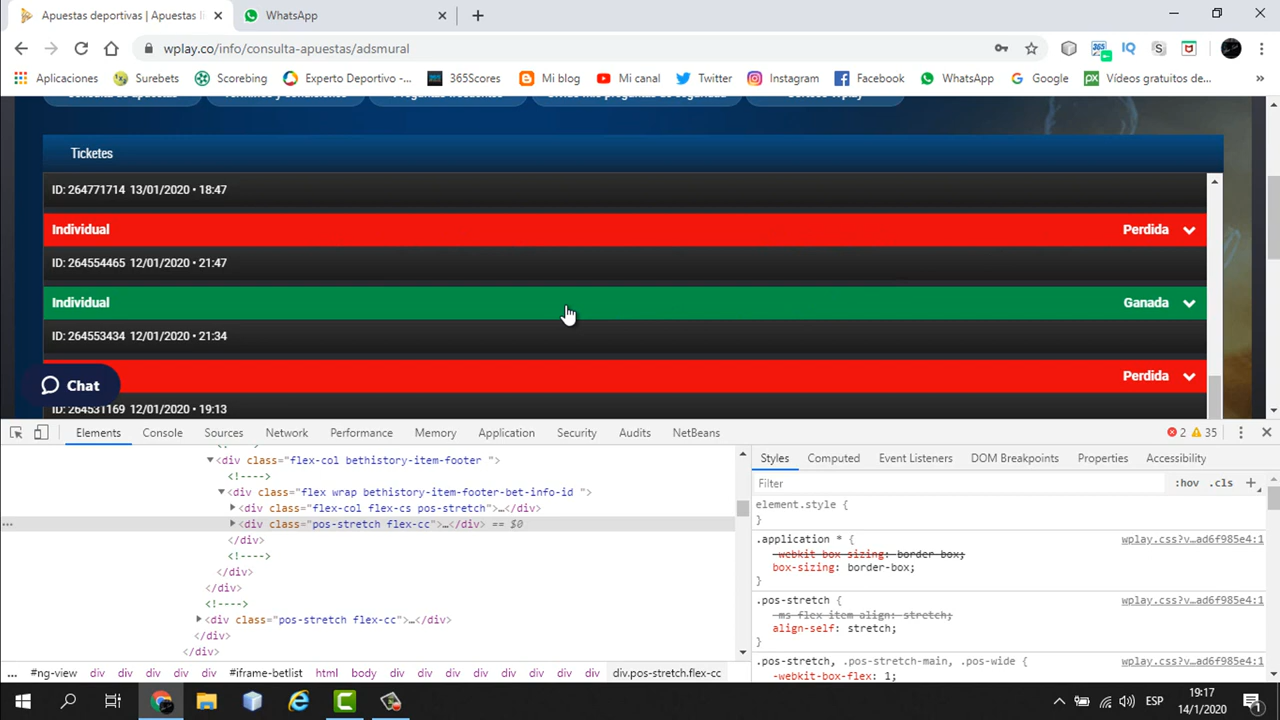 Apuestas deportivas | Apuestas li
WhatsApp
wplay.co/info/consulta-apuestas/adsmural
Aplicaciones
Surebets
Scorebing
Experto Deportivo -...
365Scores
Mi blog
Mi canal
Twitter
Instagram
Facebook
WhatsApp
Google
Vídeos gratuitos de...
»
Ticketes
ID: 264771714 13/01/2020 • 18:47
Individual Perdida
ID: 264554465 12/01/2020 • 21:47
Individual Ganada
ID: 264553434 12/01/2020 • 21:34
Perdida
Chat
ID: 264531169 12/01/2020 • 19:13
Elements Console Sources Network Performance Memory Application Security Audits NetBeans 2 35
<!---->
▼<div class="flex-col bethistory-item-footer ">
<!---->
▼<div class="flex wrap bethistory-item-footer-bet-info-id ">
▶<div class="flex-col flex-cs pos-stretch">…</div>
... ▶<div class="pos-stretch flex-cc">…</div> == $0
</div>
<!---->
</div>
</div>
<!---->
▶<div class="pos-stretch flex-cc">…</div>
</div>
</div>
... #ng-view div div div #iframe-betlist html body div div div div div div div.pos-stretch.flex-cc
Styles Computed Event Listeners DOM Breakpoints Properties Accessibility
Filter :hov .cls +
element.style {
}
.application * { wplay.css?v…ad6f985e4:1
-webkit-box-sizing: border-box;
box-sizing: border-box;
}
.pos-stretch { wplay.css?v…ad6f985e4:1
-ms-flex-item-align: stretch;
align-self: stretch;
}
.pos-stretch, .pos-stretch-main, .pos-wide { wplay.css?v…ad6f985e4:1
-webkit-box-flex: 1;
ESP
19:17
14/1/2020
1